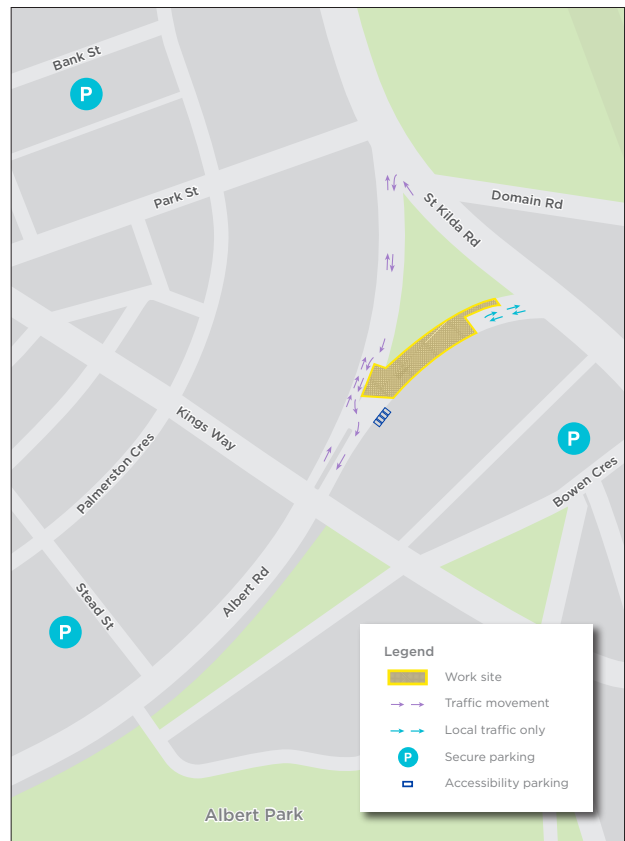 Bank St
P
Park St
St Kilda Rd
Domain Rd
Kings Way
P
Palmerston Cres
Bowen Cres
Albert Rd
Stead St
P
Legend
Work site
Traffic movement
Local traffic only
P Secure parking
Accessibility parking
Albert Park